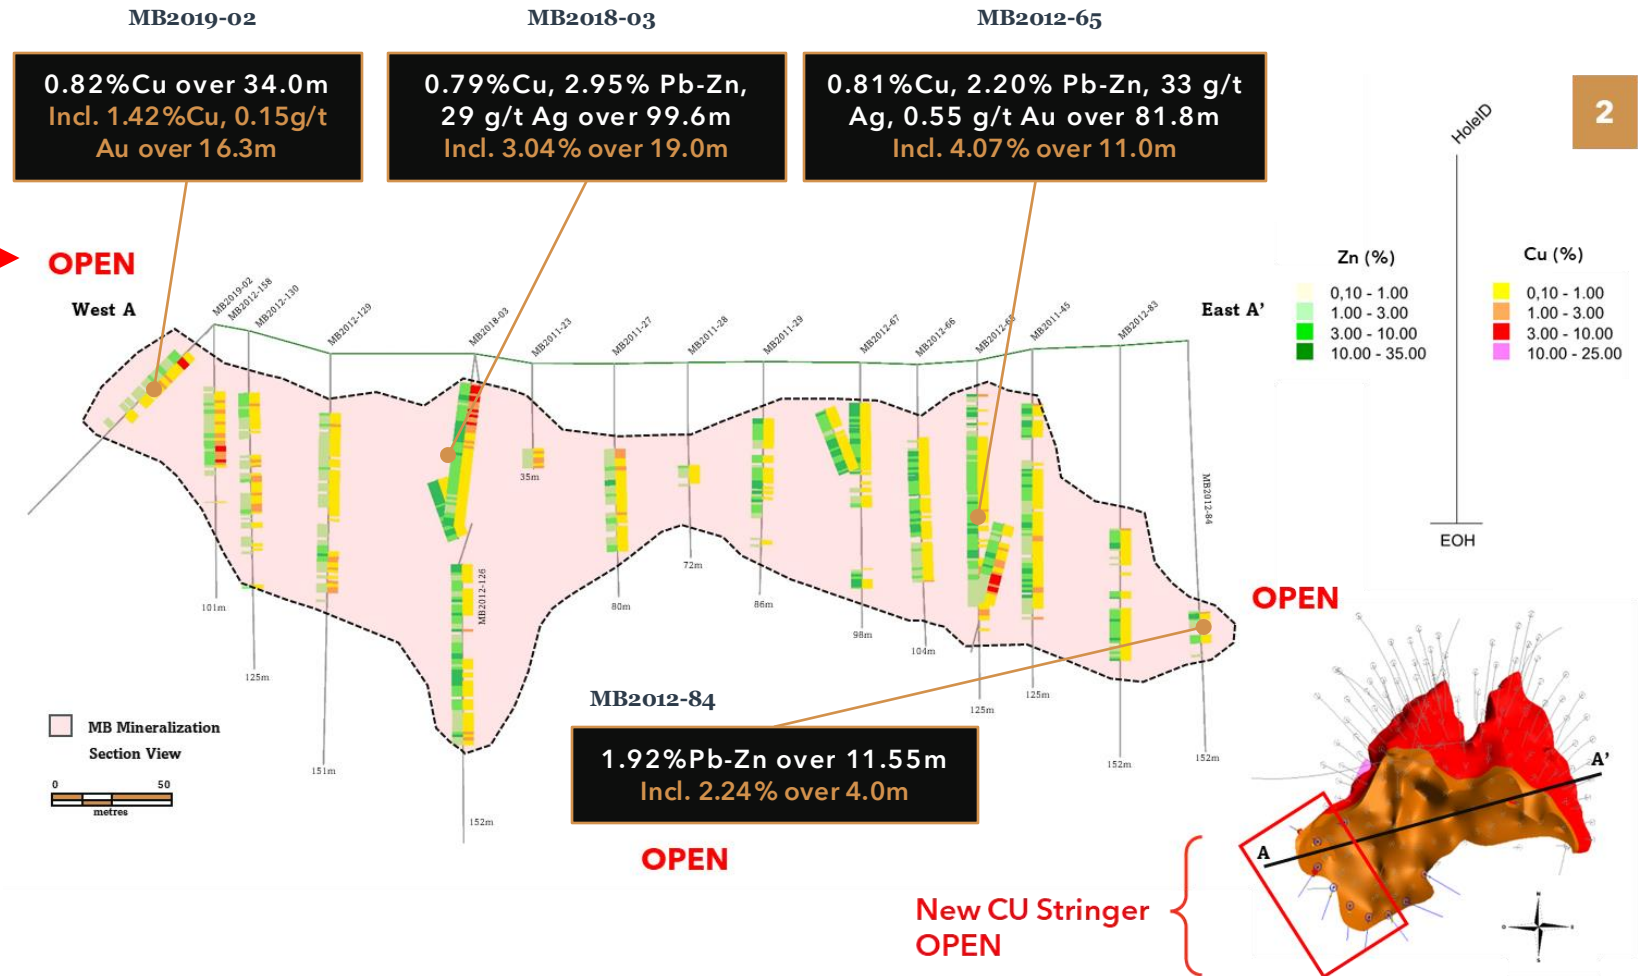 MB2019-02
MB2018-03
MB2012-65
0.82%Cu over 34.0m
Incl. 1.42%Cu, 0.15g/t
Au over 16.3m
0.79%Cu, 2.95% Pb-Zn,
29 g/t Ag over 99.6m
Incl. 3.04% over 19.0m
0.81%Cu, 2.20% Pb-Zn, 33 g/t
Ag, 0.55 g/t Au over 81.8m
Incl. 4.07% over 11.0m
2
HoleID
EOH
Zn (%)
0,10 - 1.00
1.00 - 3.00
3.00 - 10.00
10.00 - 35.00
Cu (%)
0,10 - 1.00
1.00 - 3.00
3.00 - 10.00
10.00 - 25.00
OPEN
West A
East A'
MB2019-02
MB2012-158
MB2012-130
MB2012-129
MB2018-03
MB2011-23
MB2011-27
MB2011-28
MB2011-29
MB2012-67
MB2012-66
MB2011-45
MB2012-83
MB2012-84
MB2012-126
35m
72m
101m
80m
86m
98m
104m
125m
125m
125m
151m
152m
152m
152m
OPEN
MB2012-84
1.92%Pb-Zn over 11.55m
Incl. 2.24% over 4.0m
MB Mineralization
Section View
0 50
metres
OPEN
A'
A
New CU Stringer
OPEN